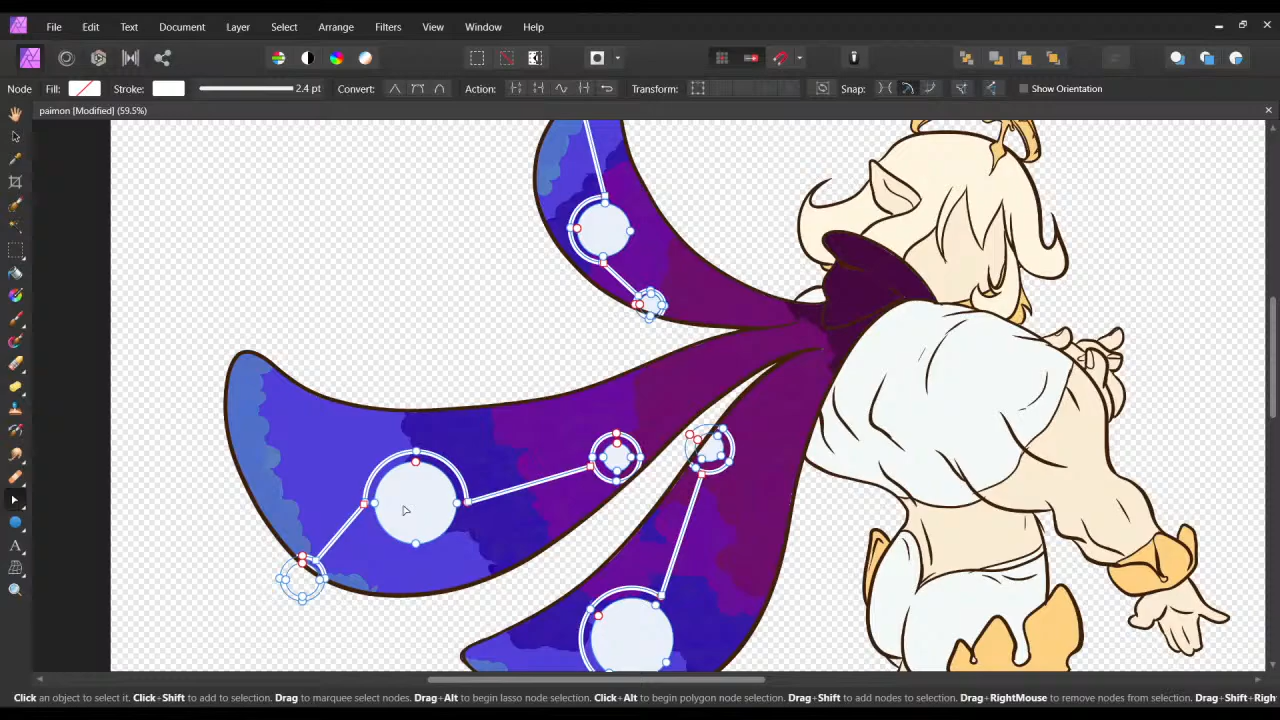 File Edit Text Document Layer Select Arrange Filters View Window Help
Node Fill: Stroke: 2.4 pt Convert: Action: Transform: Snap: Show Orientation
paimon [Modified] (59.5%)
Click an object to select it. Click+Shift to add to selection. Drag to marquee select nodes. Drag+Alt to begin lasso node selection. Click+Alt to begin polygon node selection. Drag+Shift to add nodes to selection. Drag+RightMouse to remove nodes from selection. Drag+Shift+Righ